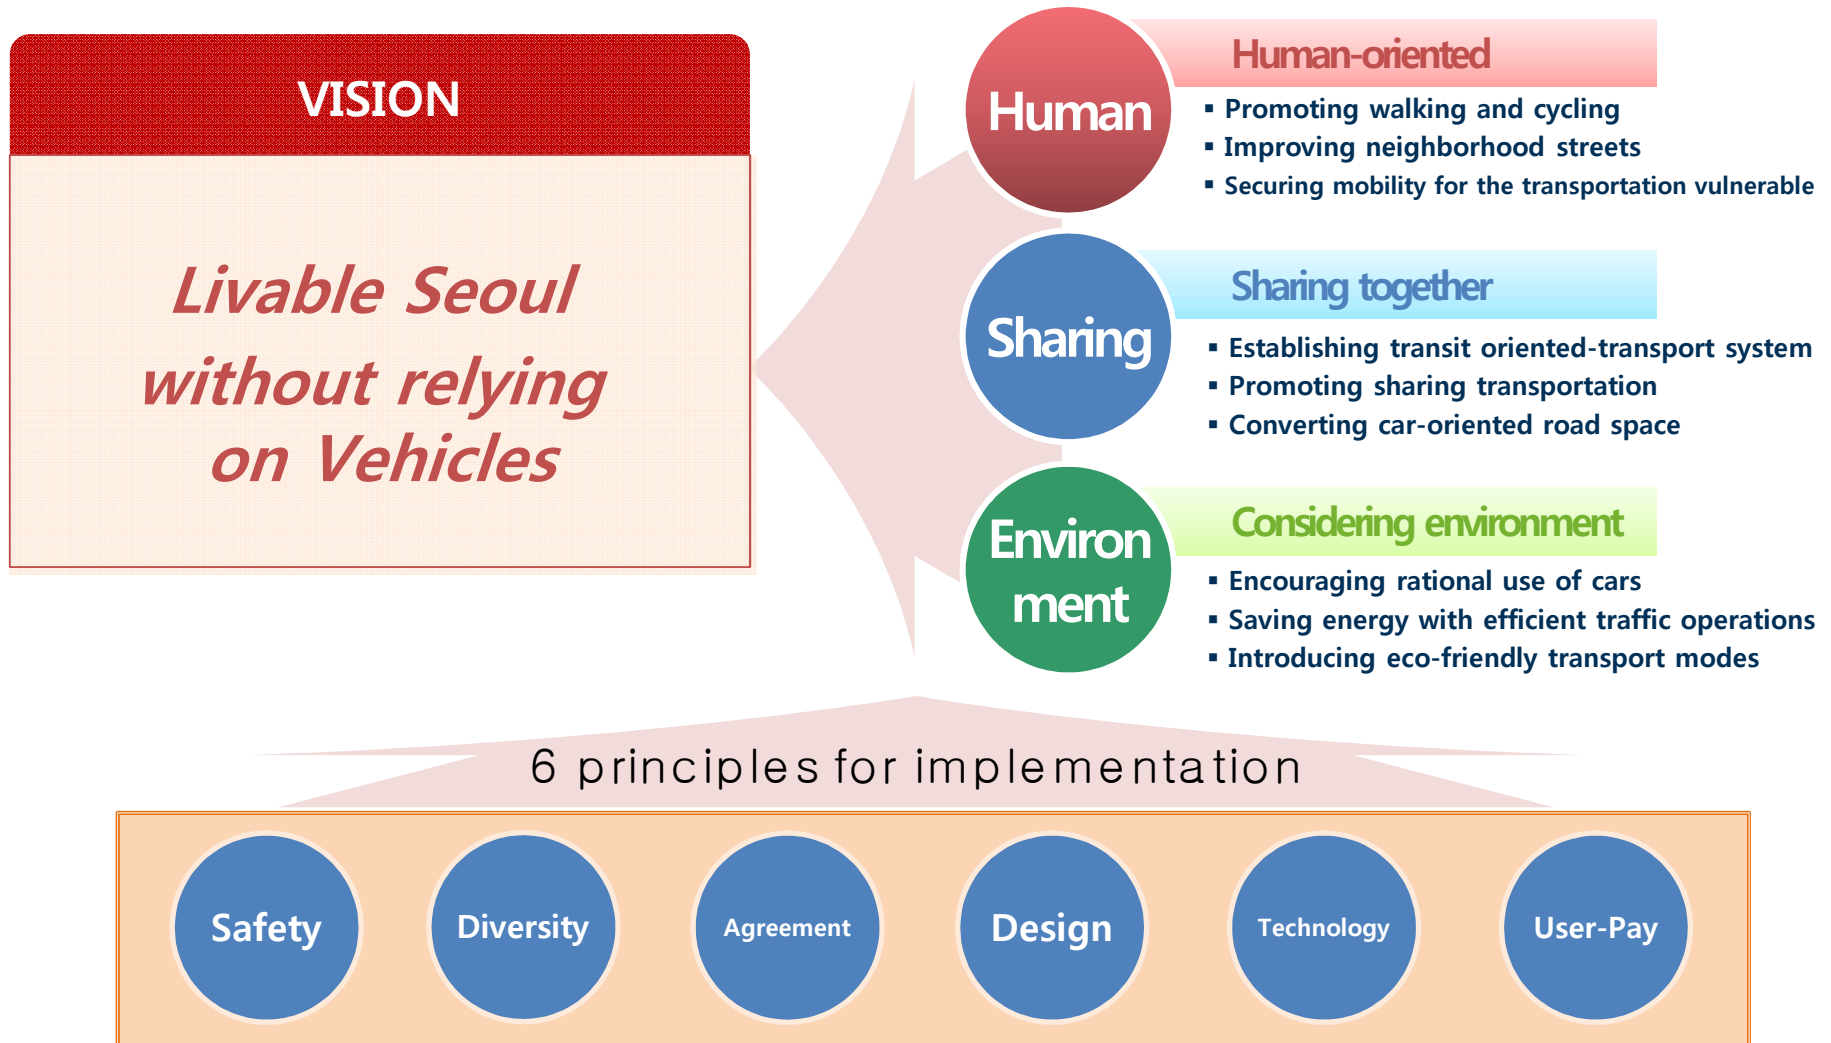 VISION
Livable Seoul
without relying
on Vehicles
Human
Human-oriented
▪ Promoting walking and cycling
▪ Improving neighborhood streets
▪ Securing mobility for the transportation vulnerable
Sharing
Sharing together
▪ Establishing transit oriented-transport system
▪ Promoting sharing transportation
▪ Converting car-oriented road space
Environ
ment
Considering environment
▪ Encouraging rational use of cars
▪ Saving energy with efficient traffic operations
▪ Introducing eco-friendly transport modes
6 principles for implementation
Safety
Diversity
Agreement
Design
Technology
User-Pay